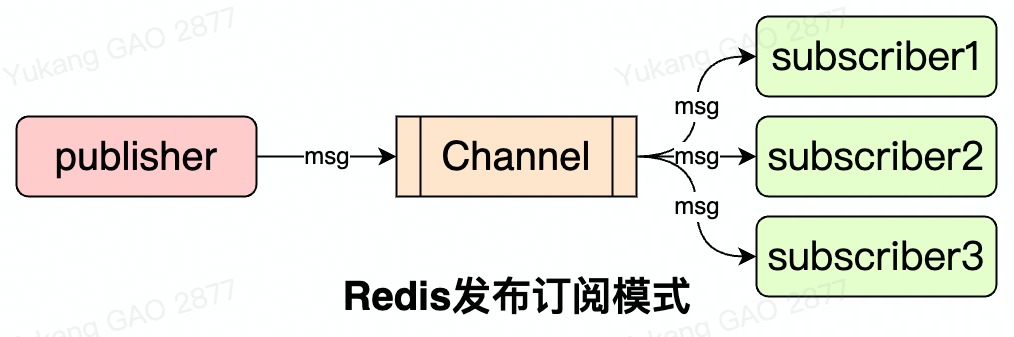 Yukang GAO 2877
Yukang GAO 2877
subscriber1
msg
publisher
msg
Channel
msg
subscriber2
msg
subscriber3
Redis发布订阅模式
Yukang GAO 2877
Yukang GAO 2877